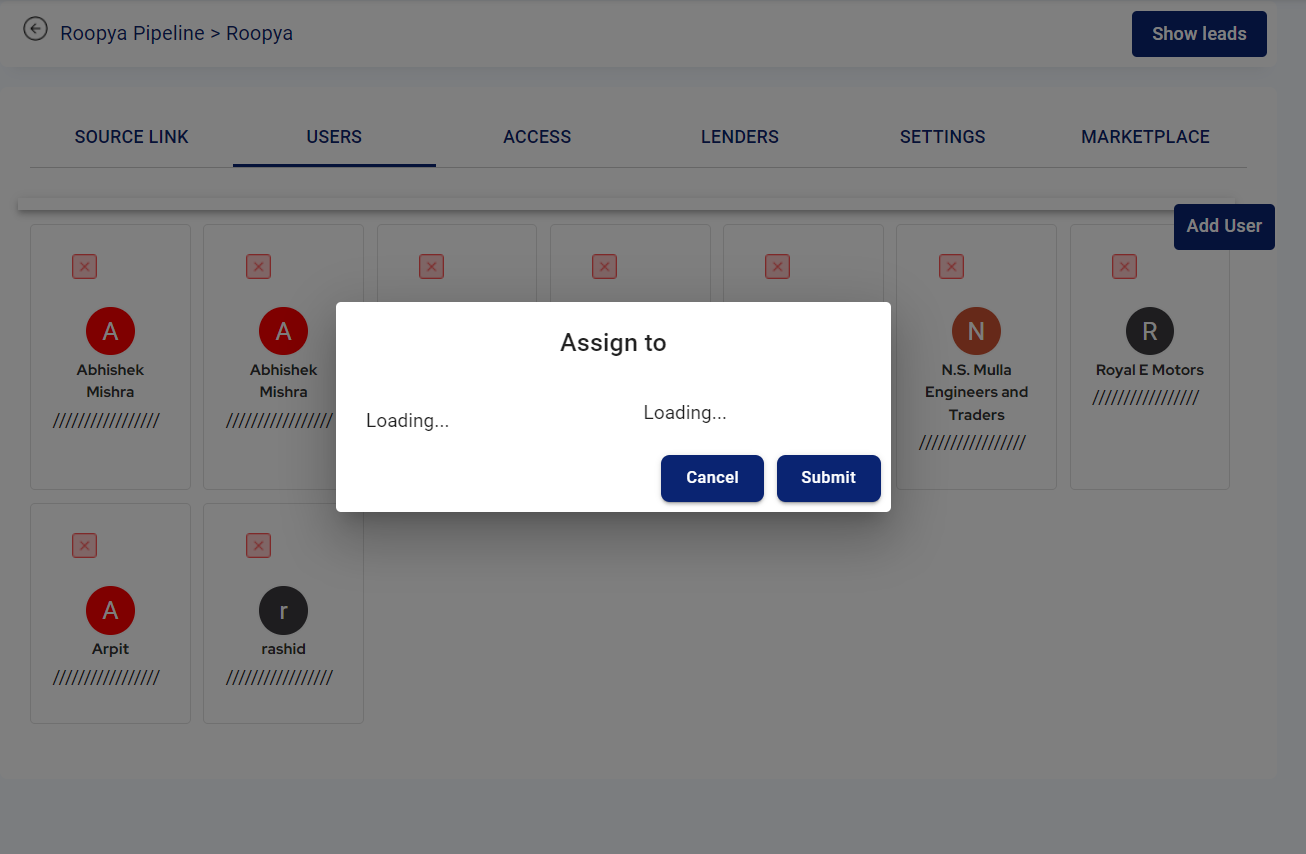 Roopya Pipeline > Roopya
Show leads
SOURCE LINK
USERS
ACCESS
LENDERS
SETTINGS
MARKETPLACE
Add User
A
Abhishek
Mishra
/////////////////
A
Abhishek
Mishra
/////////////////
N
N.S. Mulla
Engineers and
Traders
/////////////////
R
Royal E Motors
/////////////////
Assign to
Loading...
Loading...
Cancel
Submit
A
Arpit
/////////////////
r
rashid
/////////////////